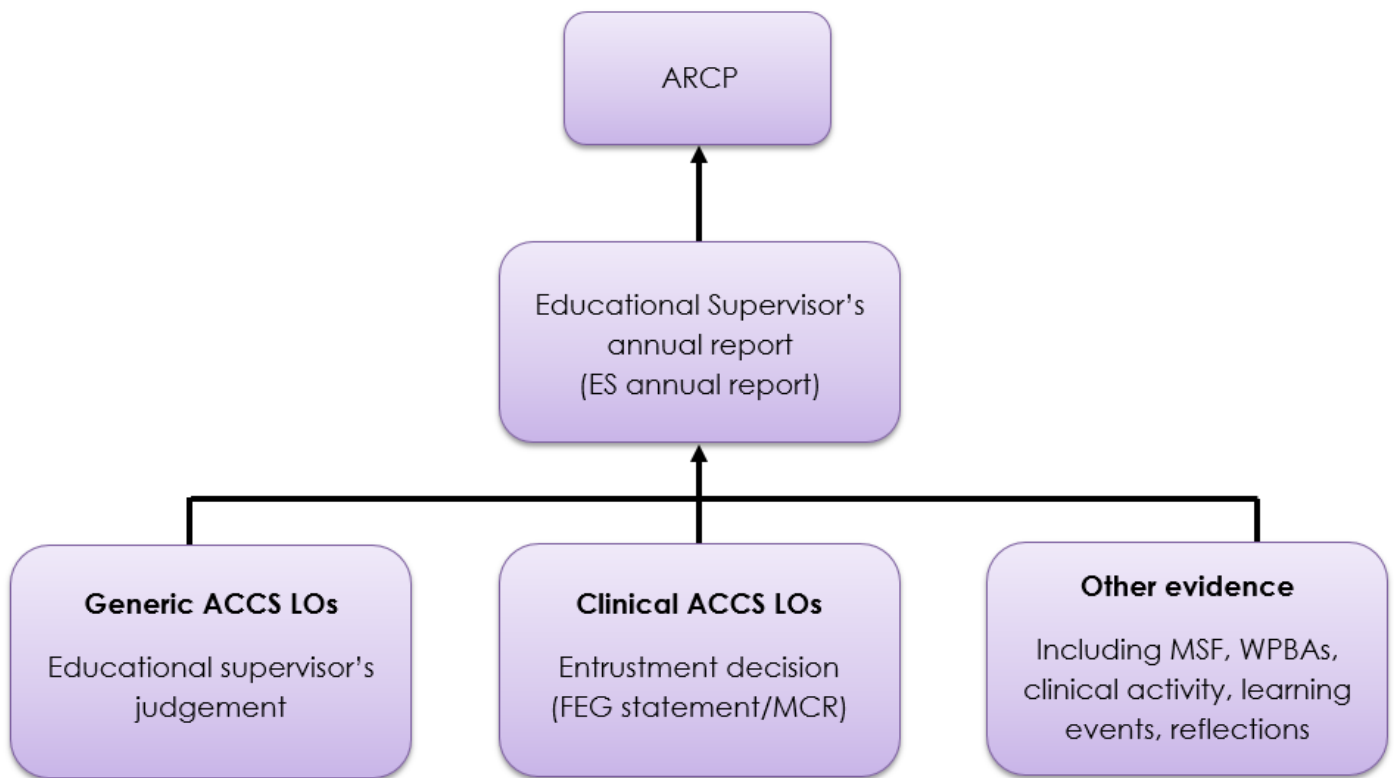 ARCP
Educational Supervisor’s
annual report
(ES annual report)
Generic ACCS LOs
Educational supervisor’s
judgement
Clinical ACCS LOs
Entrustment decision
(FEG statement/MCR)
Other evidence
Including MSF, WPBAs,
clinical activity, learning
events, reflections